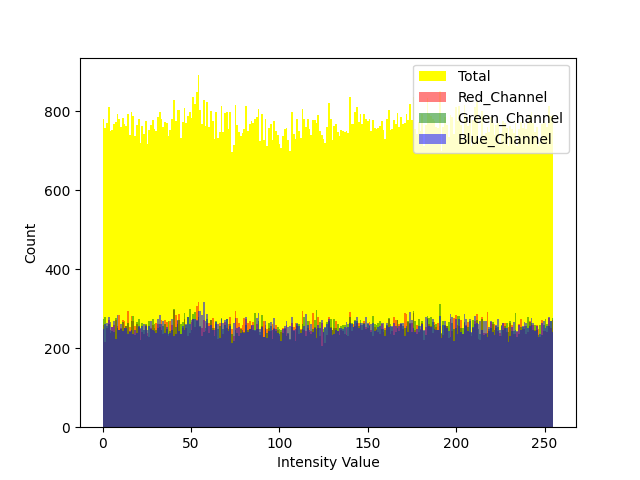 Total
Red_Channel
Green_Channel
Blue_Channel
800
600
400
200
0
Count
0 50 100 150 200 250
Intensity Value